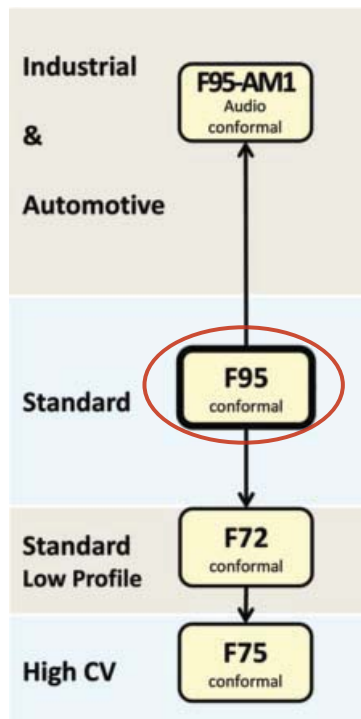 Industrial
&
Automotive
F95-AM1
Audio
conformal
Standard
F95
conformal
Standard
Low Profile
F72
conformal
High CV
F75
conformal